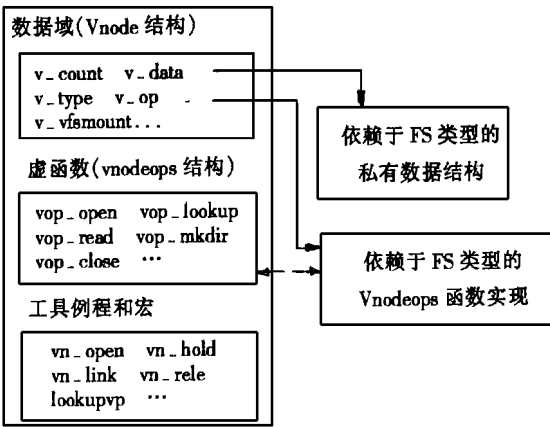 数据域(Vnode 结构)
v_count v_data
v_type v_op
v_vfsmount...
依赖于 FS 类型的
私有数据结构
虚函数(vnodeops 结构)
vop_open vop_lookup
vop_read vop_mkdir
vop_close …
依赖于 FS 类型的
Vnodeops 函数实现
工具例程和宏
vn_open vn_hold
vn_link vn_rele
lookupvp …